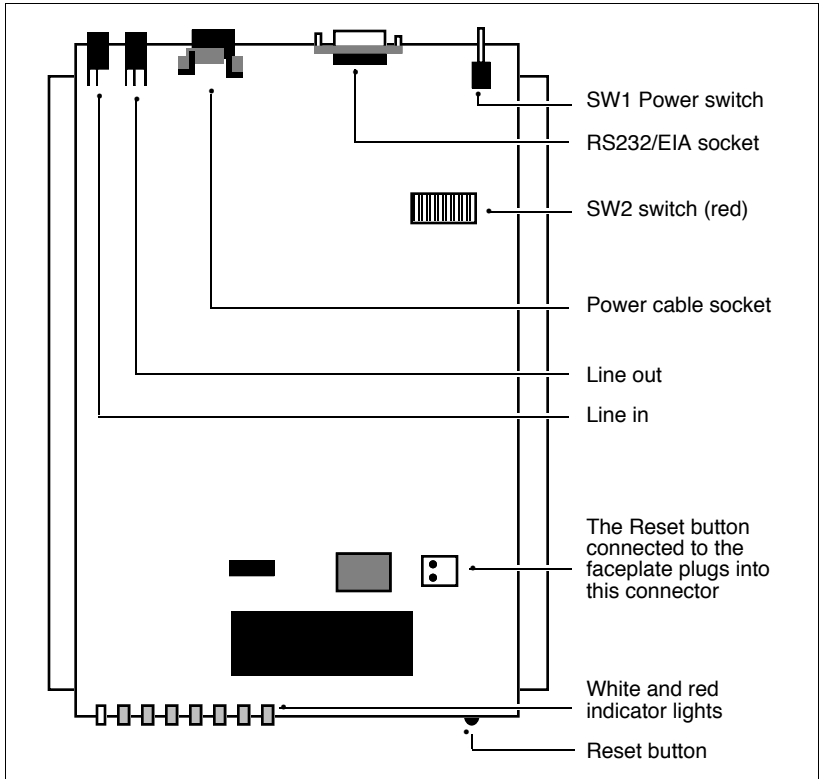 SW1 Power switch
RS232/EIA socket
SW2 switch (red)
Power cable socket
Line out
Line in
The Reset button
connected to the
faceplate plugs into
this connector
White and red
indicator lights
Reset button